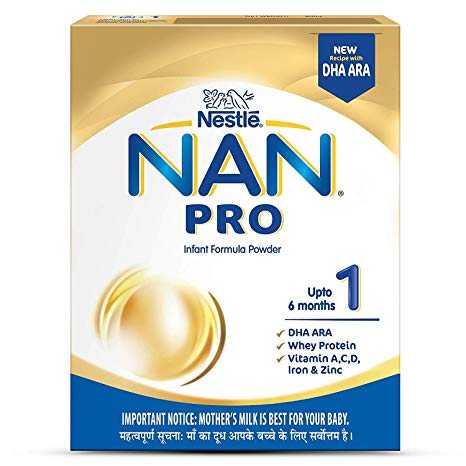 NEW
Recipe with
DHA ARA
Nestlé®
NAN®
PRO
Infant Formula Powder
Upto
6 months
1
✓ DHA ARA
✓ Whey Protein
✓ Vitamin A,C,D,
Iron & Zinc
IMPORTANT NOTICE: MOTHER'S MILK IS BEST FOR YOUR BABY.
महत्वपूर्ण सूचना: माँ का दूध आपके बच्चे के लिए सर्वोत्तम है।